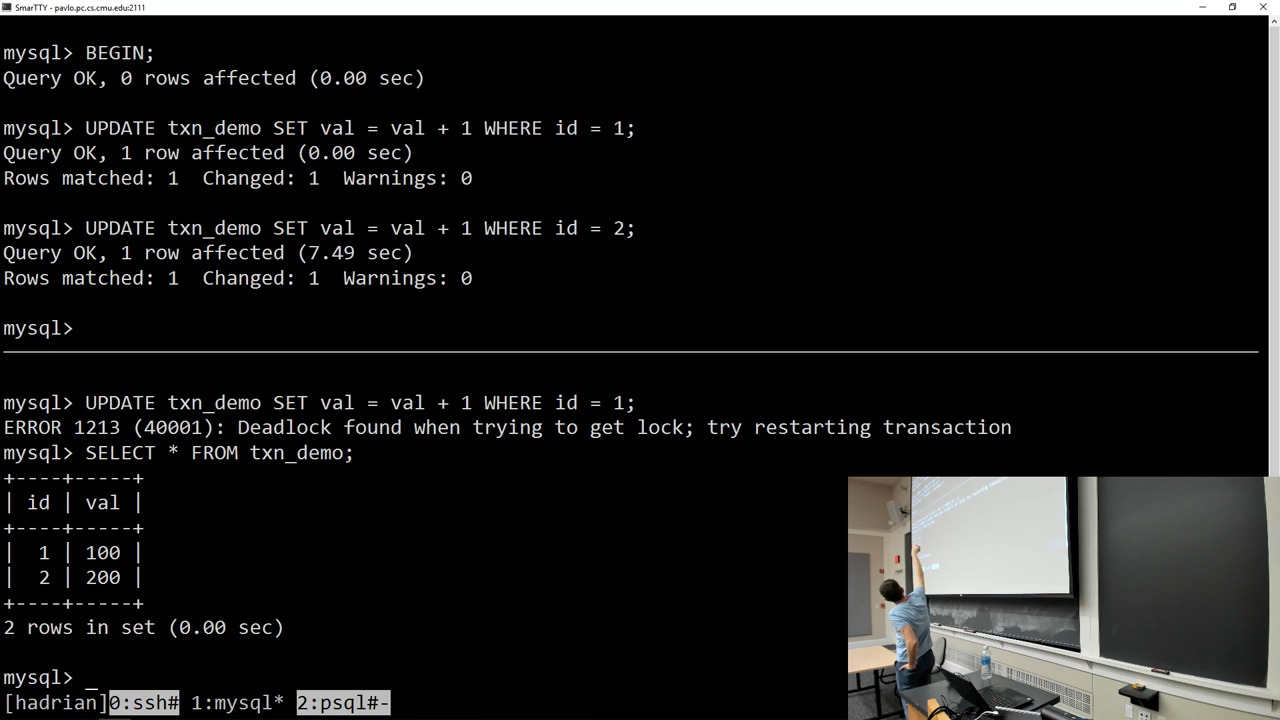 SmarTTY - pavlo.pc.cs.cmu.edu:2111
mysql> BEGIN;
Query OK, 0 rows affected (0.00 sec)
mysql> UPDATE txn_demo SET val = val + 1 WHERE id = 1;
Query OK, 1 row affected (0.00 sec)
Rows matched: 1  Changed: 1  Warnings: 0
mysql> UPDATE txn_demo SET val = val + 1 WHERE id = 2;
Query OK, 1 row affected (7.49 sec)
Rows matched: 1  Changed: 1  Warnings: 0
mysql>
mysql> UPDATE txn_demo SET val = val + 1 WHERE id = 1;
ERROR 1213 (40001): Deadlock found when trying to get lock; try restarting transaction
mysql> SELECT * FROM txn_demo;
+----+-----+
| id | val |
+----+-----+
|  1 | 100 |
|  2 | 200 |
+----+-----+
2 rows in set (0.00 sec)
mysql> _
[hadrian]0:ssh# 1:mysql* 2:psql#-